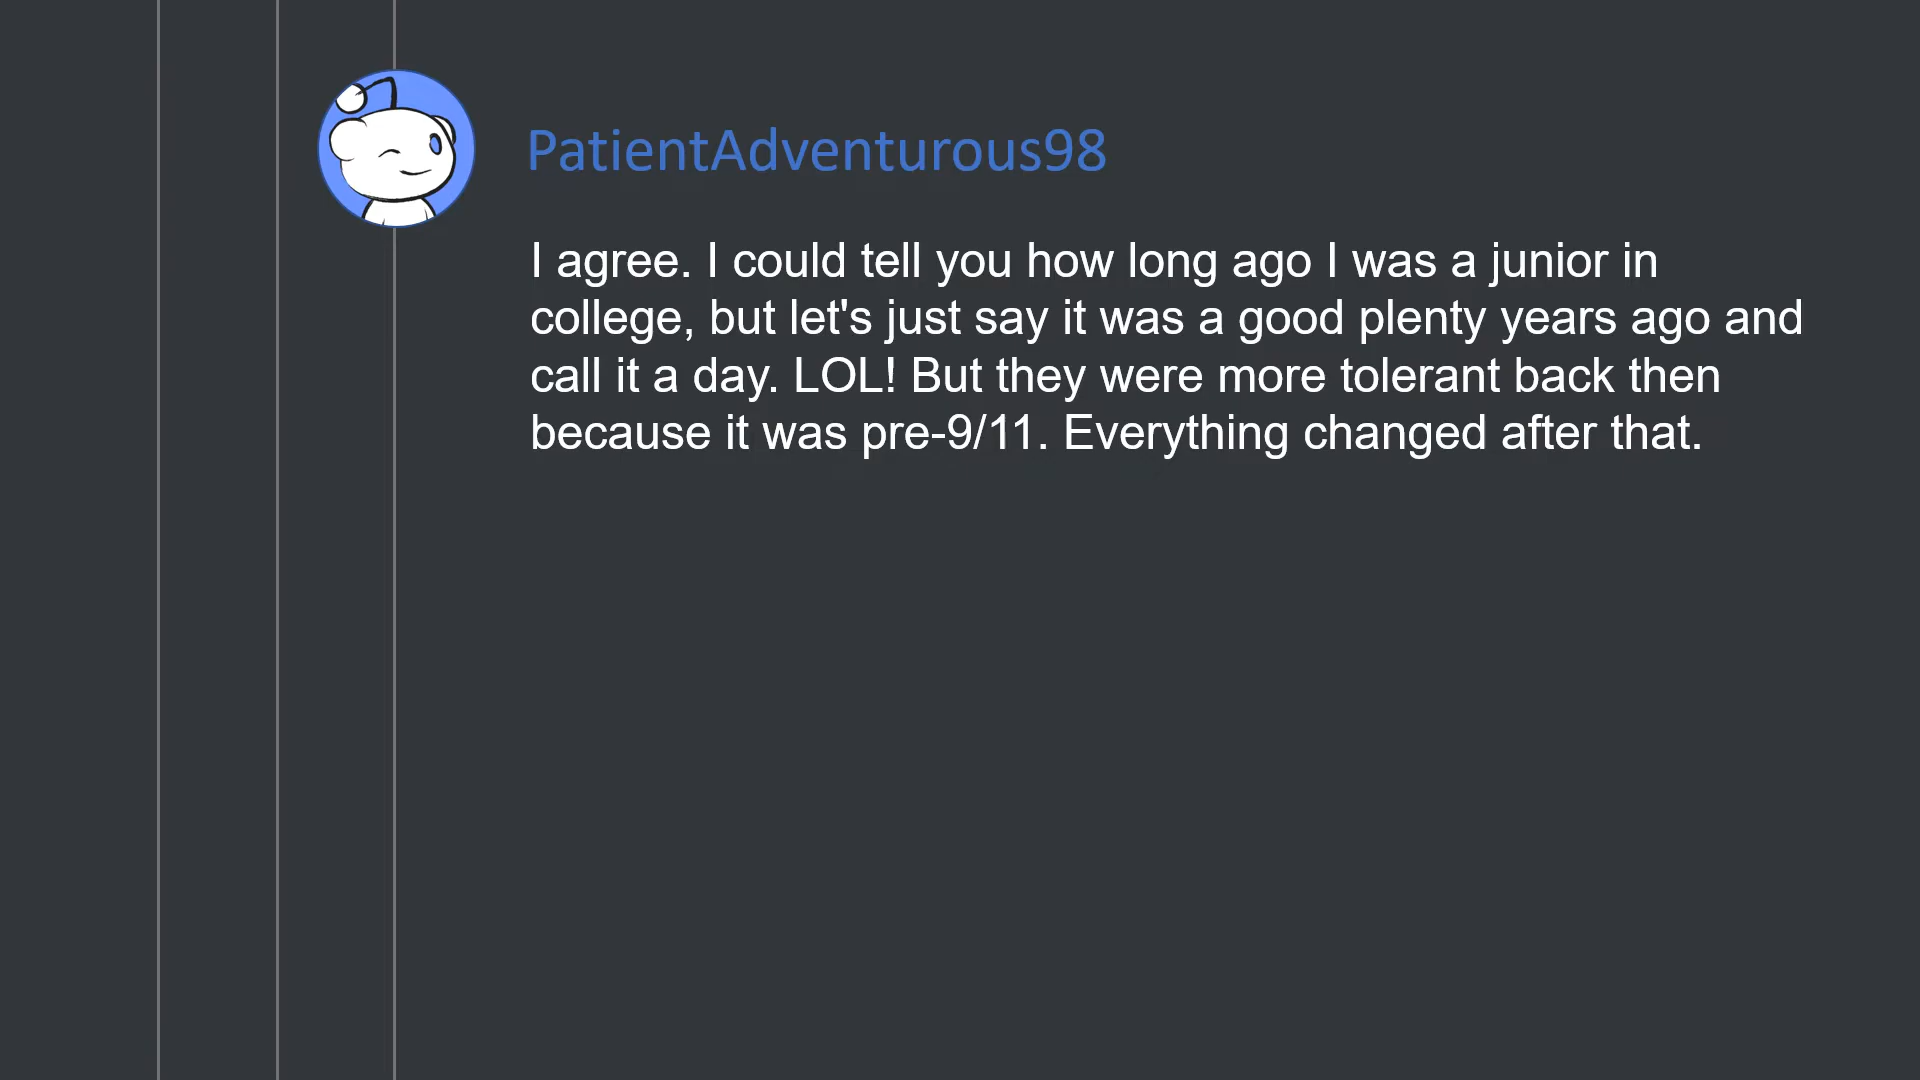 PatientAdventurous98
I agree. I could tell you how long ago I was a junior in
college, but let's just say it was a good plenty years ago and
call it a day. LOL! But they were more tolerant back then
because it was pre-9/11. Everything changed after that.